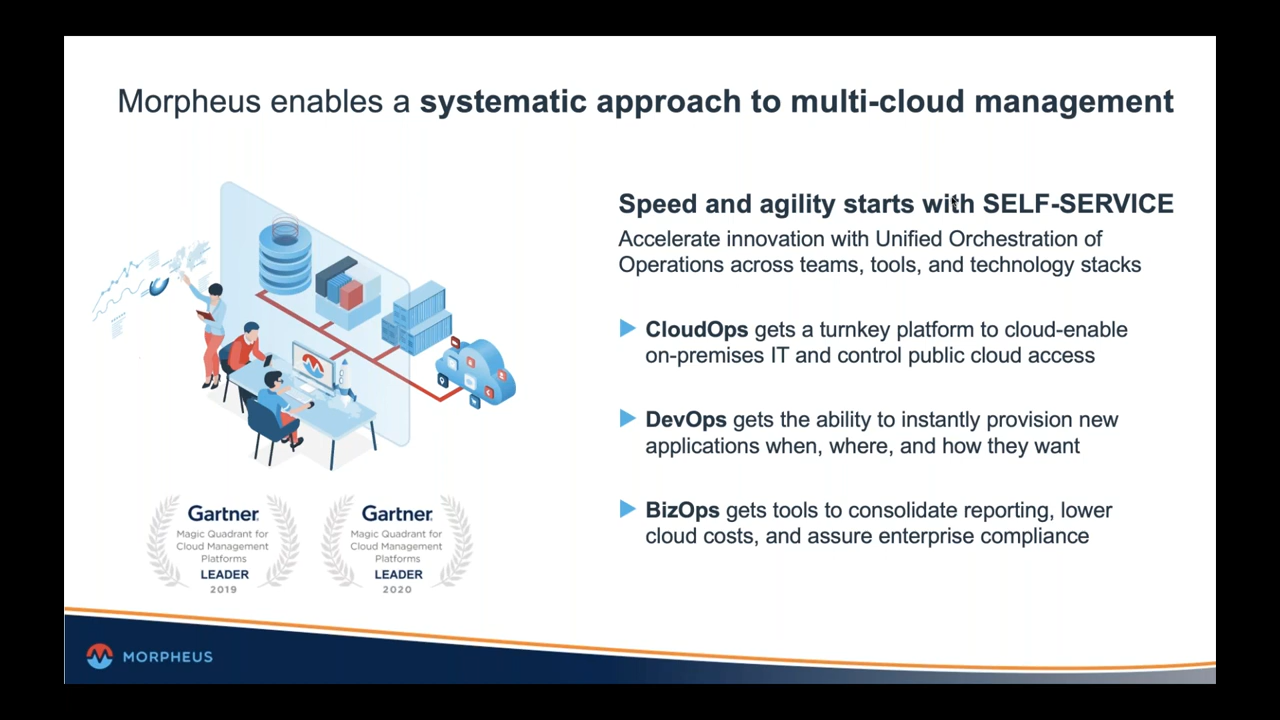 Morpheus enables a systematic approach to multi-cloud management
Speed and agility starts with SELF-SERVICE
Accelerate innovation with Unified Orchestration of
Operations across teams, tools, and technology stacks
CloudOps gets a turnkey platform to cloud-enable
on-premises IT and control public cloud access
DevOps gets the ability to instantly provision new
applications when, where, and how they want
BizOps gets tools to consolidate reporting, lower
cloud costs, and assure enterprise compliance
Gartner.
Magic Quadrant for
Cloud Management
Platforms
LEADER
2019
Gartner.
Magic Quadrant for
Cloud Management
Platforms
LEADER
2020
MORPHEUS